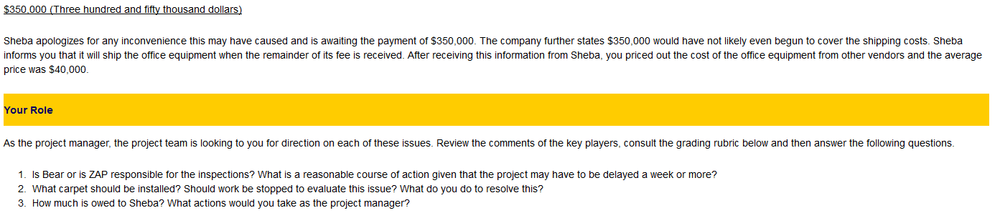 $350,000 (Three hundred and fifty thousand dollars)
Sheba apologizes for any inconvenience this may have caused and is awaiting the payment of $350,000. The company further states $350,000 would have not likely even begun to cover the shipping costs. Sheba
informs you that it will ship the office equipment when the remainder of its fee is received. After receiving this information from Sheba, you priced out the cost of the office equipment from other vendors and the average
price was $40,000.
Your Role
As the project manager, the project team is looking to you for direction on each of these issues. Review the comments of the key players, consult the grading rubric below and then answer the following questions.
1. Is Bear or is ZAP responsible for the inspections? What is a reasonable course of action given that the project may have to be delayed a week or more?
2. What carpet should be installed? Should work be stopped to evaluate this issue? What do you do to resolve this?
3. How much is owed to Sheba? What actions would you take as the project manager?